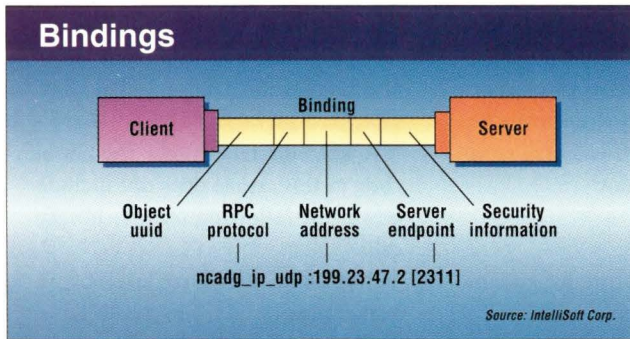 Bindings
Binding
Client
Server
Object uuid
RPC protocol
Network address
Server endpoint
Security information
ncadg_ip_udp :199.23.47.2 [2311]
Source: IntelliSoft Corp.